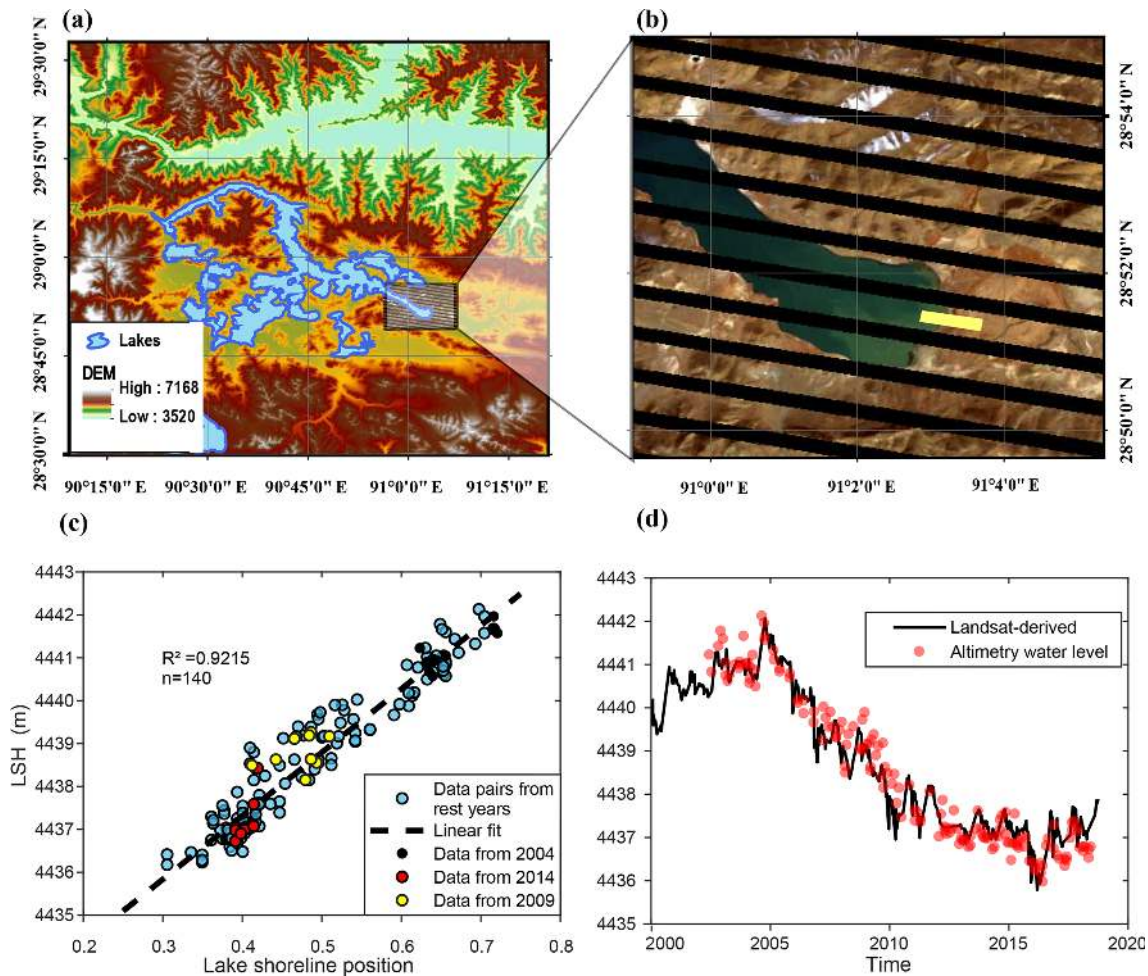 (a)
(b)
29°30'0'' N
29°15'0'' N
29°0'0'' N
28°45'0'' N
28°30'0'' N
Lakes
DEM
High : 7168
Low : 3520
90°15'0'' E
90°30'0'' E
90°45'0'' E
91°0'0'' E
91°15'0'' E
28°54'0'' N
28°52'0'' N
28°50'0'' N
91°0'0'' E
91°2'0'' E
91°4'0'' E
(c)
(d)
4443
4442
4441
4440
4439
4438
4437
4436
4435
LSH (m)
R² =0.9215
n=140
Data pairs from
rest years
Linear fit
Data from 2004
Data from 2014
Data from 2009
0.2
0.3
0.4
0.5
0.6
0.7
0.8
Lake shoreline position
4443
4442
4441
4440
4439
4438
4437
4436
4435
Landsat-derived
Altimetry water level
2000
2005
2010
2015
2020
Time